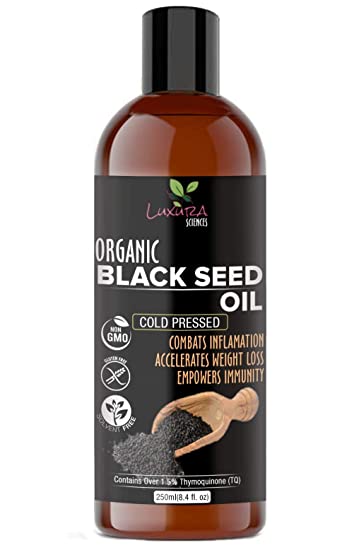 Luxura
SCIENCES
ORGANIC
BLACK SEED
OIL
COLD PRESSED
NON
GMO
COMBATS INFLAMATION
ACCELERATES WEIGHT LOSS
EMPOWERS IMMUNITY
GLUTEN FREE
SOLVENT FREE
Contains Over 1.5% Thymoquinone (TQ)
250ml(8.4 fl. oz)